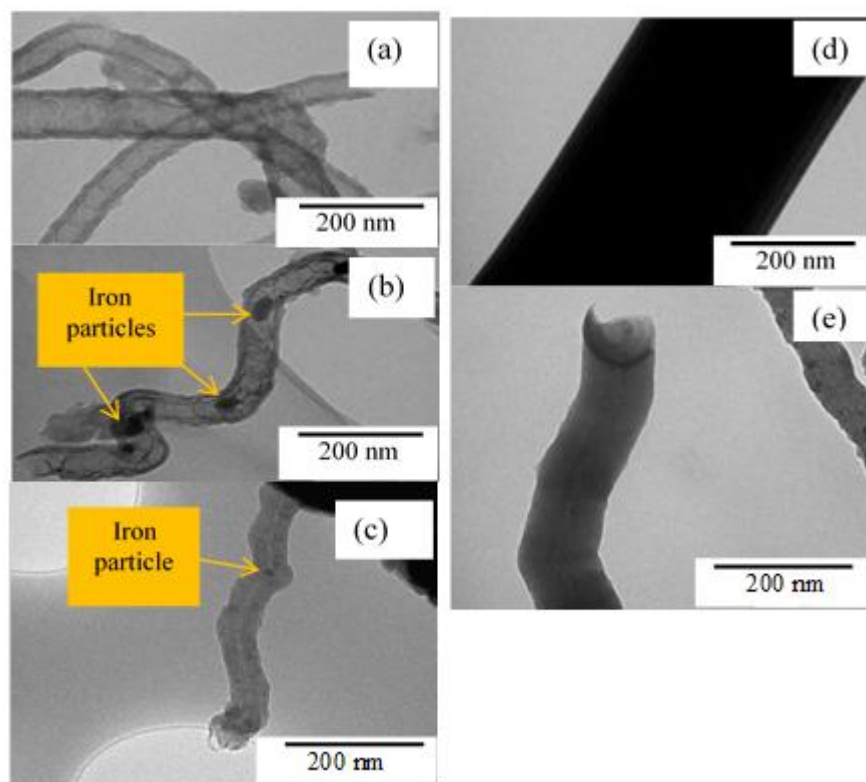 (a)
200 nm
(b)
Iron
particles
200 nm
(c)
Iron
particle
200 nm
(d)
200 nm
(e)
200 nm